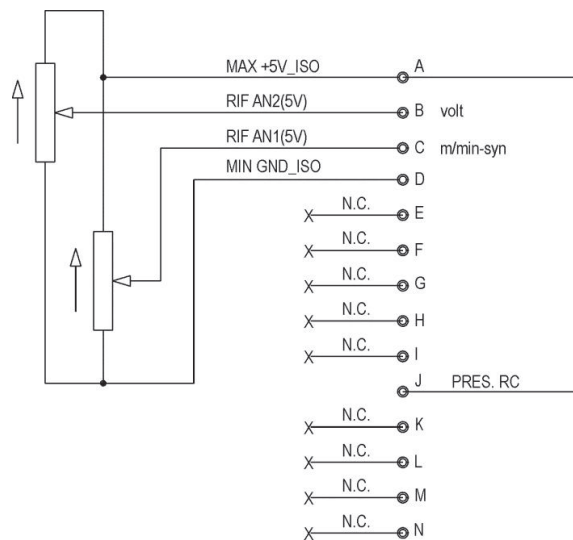 MAX +5V_ISO A
RIF AN2(5V) B volt
RIF AN1(5V) C m/min-syn
MIN GND_ISO D
N.C. E
N.C. F
N.C. G
N.C. H
N.C. I
J PRES. RC
N.C. K
N.C. L
N.C. M
N.C. N